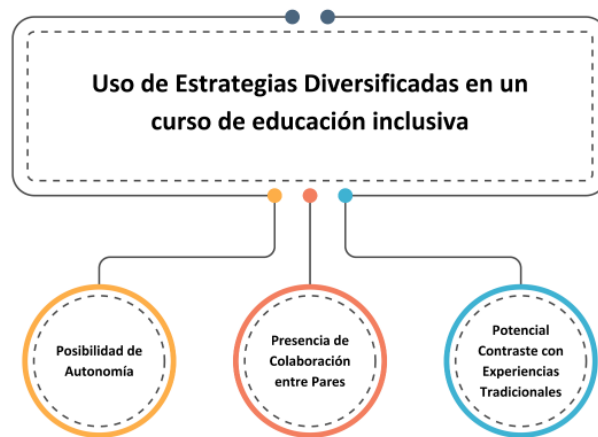 Uso de Estrategias Diversificadas en un
curso de educación inclusiva
Posibilidad de
Autonomía
Presencia de
Colaboración
entre Pares
Potencial
Contraste con
Experiencias
Tradicionales